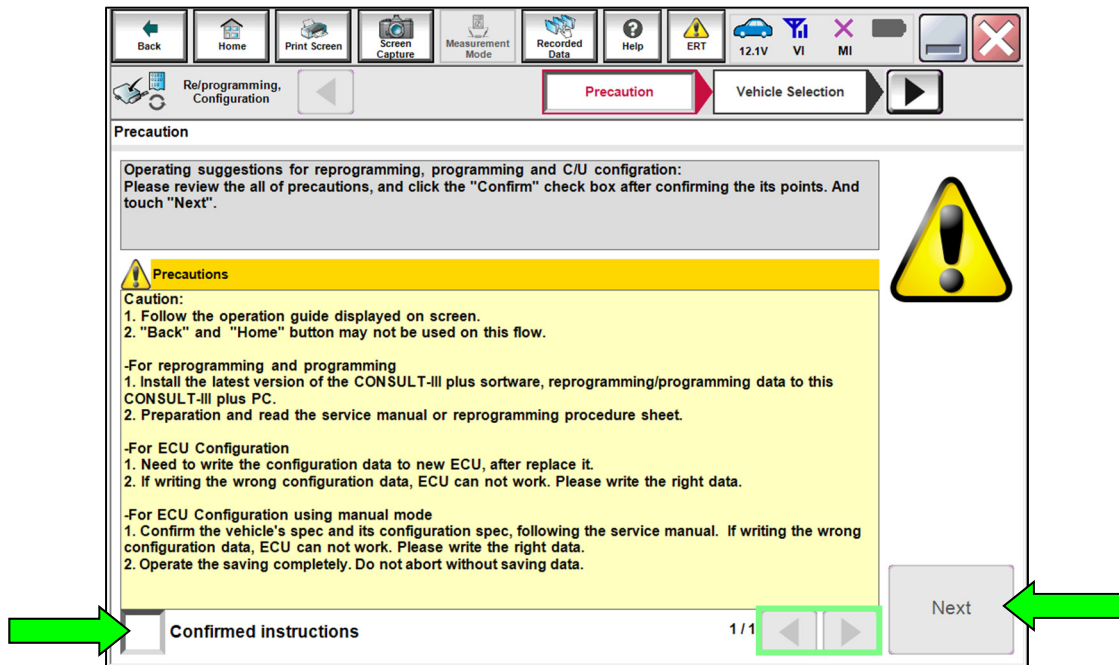 Back
Home
Print Screen
Screen
Capture
Measurement
Mode
Recorded
Data
Help
ERT
12.1V
VI
MI
Re/programming,
Configuration
Precaution
Vehicle Selection
Precaution
Operating suggestions for reprogramming, programming and C/U configration:
Please review the all of precautions, and click the "Confirm" check box after confirming the its points. And
touch "Next".
Precautions
Caution:
1. Follow the operation guide displayed on screen.
2. "Back" and "Home" button may not be used on this flow.
-For reprogramming and programming
1. Install the latest version of the CONSULT-III plus sortware, reprogramming/programming data to this
CONSULT-III plus PC.
2. Preparation and read the service manual or reprogramming procedure sheet.
-For ECU Configuration
1. Need to write the configuration data to new ECU, after replace it.
2. If writing the wrong configuration data, ECU can not work. Please write the right data.
-For ECU Configuration using manual mode
1. Confirm the vehicle's spec and its configuration spec, following the service manual. If writing the wrong
configuration data, ECU can not work. Please write the right data.
2. Operate the saving completely. Do not abort without saving data.
Confirmed instructions
1 / 1
Next